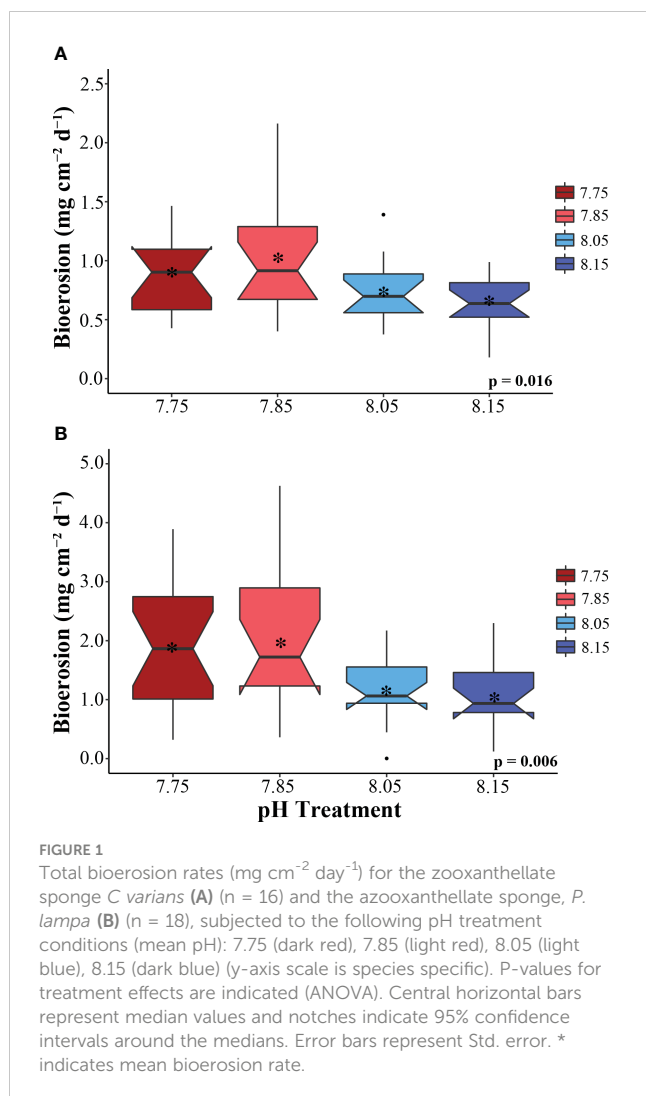 A
Bioerosion (mg cm⁻² d⁻¹)
2.5
2.0
1.5
1.0
0.5
0.0
* * * *
7.75
7.85
8.05
8.15
p = 0.016
7.75 7.85 8.05 8.15
B
Bioerosion (mg cm⁻² d⁻¹)
5.0
4.0
3.0
2.0
1.0
0.0
* * * *
7.75
7.85
8.05
8.15
p = 0.006
7.75 7.85 8.05 8.15
pH Treatment
FIGURE 1
Total bioerosion rates (mg cm⁻² day⁻¹) for the zooxanthellate
sponge C varians (A) (n = 16) and the azooxanthellate sponge, P.
lampa (B) (n = 18), subjected to the following pH treatment
conditions (mean pH): 7.75 (dark red), 7.85 (light red), 8.05 (light
blue), 8.15 (dark blue) (y-axis scale is species specific). P-values for
treatment effects are indicated (ANOVA). Central horizontal bars
represent median values and notches indicate 95% confidence
intervals around the medians. Error bars represent Std. error. *
indicates mean bioerosion rate.